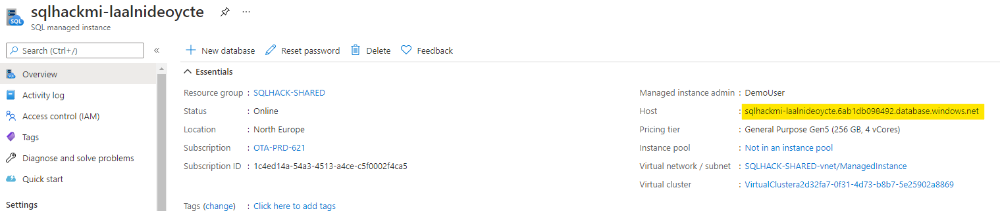 sqlhackmi-laalnideoycte
SQL managed instance
Search (Ctrl+/)
Overview
Activity log
Access control (IAM)
Tags
Diagnose and solve problems
Quick start
Settings
New database Reset password Delete Feedback
Essentials
Resource group : SQLHACK-SHARED
Status : Online
Location : North Europe
Subscription : OTA-PRD-621
Subscription ID : 1c4ed14a-54a3-4513-a4ce-c5f0002f4ca5
Tags (change) : Click here to add tags
Managed instance admin : DemoUser
Host : sqlhackmi-laalnideoycte.6ab1db098492.database.windows.net
Pricing tier : General Purpose Gen5 (256 GB, 4 vCores)
Instance pool : Not in an instance pool
Virtual network / subnet : SQLHACK-SHARED-vnet/ManagedInstance
Virtual cluster : VirtualClustera2d32fa7-0f31-4d73-b8b7-5e25902a8869